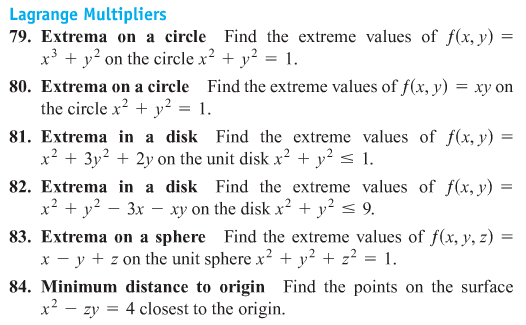 Lagrange Multipliers
79. Extrema on a circle Find the extreme values of f(x, y) =
x³ + y² on the circle x² + y² = 1.
80. Extrema on a circle Find the extreme values of f(x, y) = xy on
the circle x² + y² = 1.
81. Extrema in a disk Find the extreme values of f(x, y) =
x² + 3y² + 2y on the unit disk x² + y² ≤ 1.
82. Extrema in a disk Find the extreme values of f(x, y) =
x² + y² − 3x − xy on the disk x² + y² ≤ 9.
83. Extrema on a sphere Find the extreme values of f(x, y, z) =
x − y + z on the unit sphere x² + y² + z² = 1.
84. Minimum distance to origin Find the points on the surface
x² − zy = 4 closest to the origin.